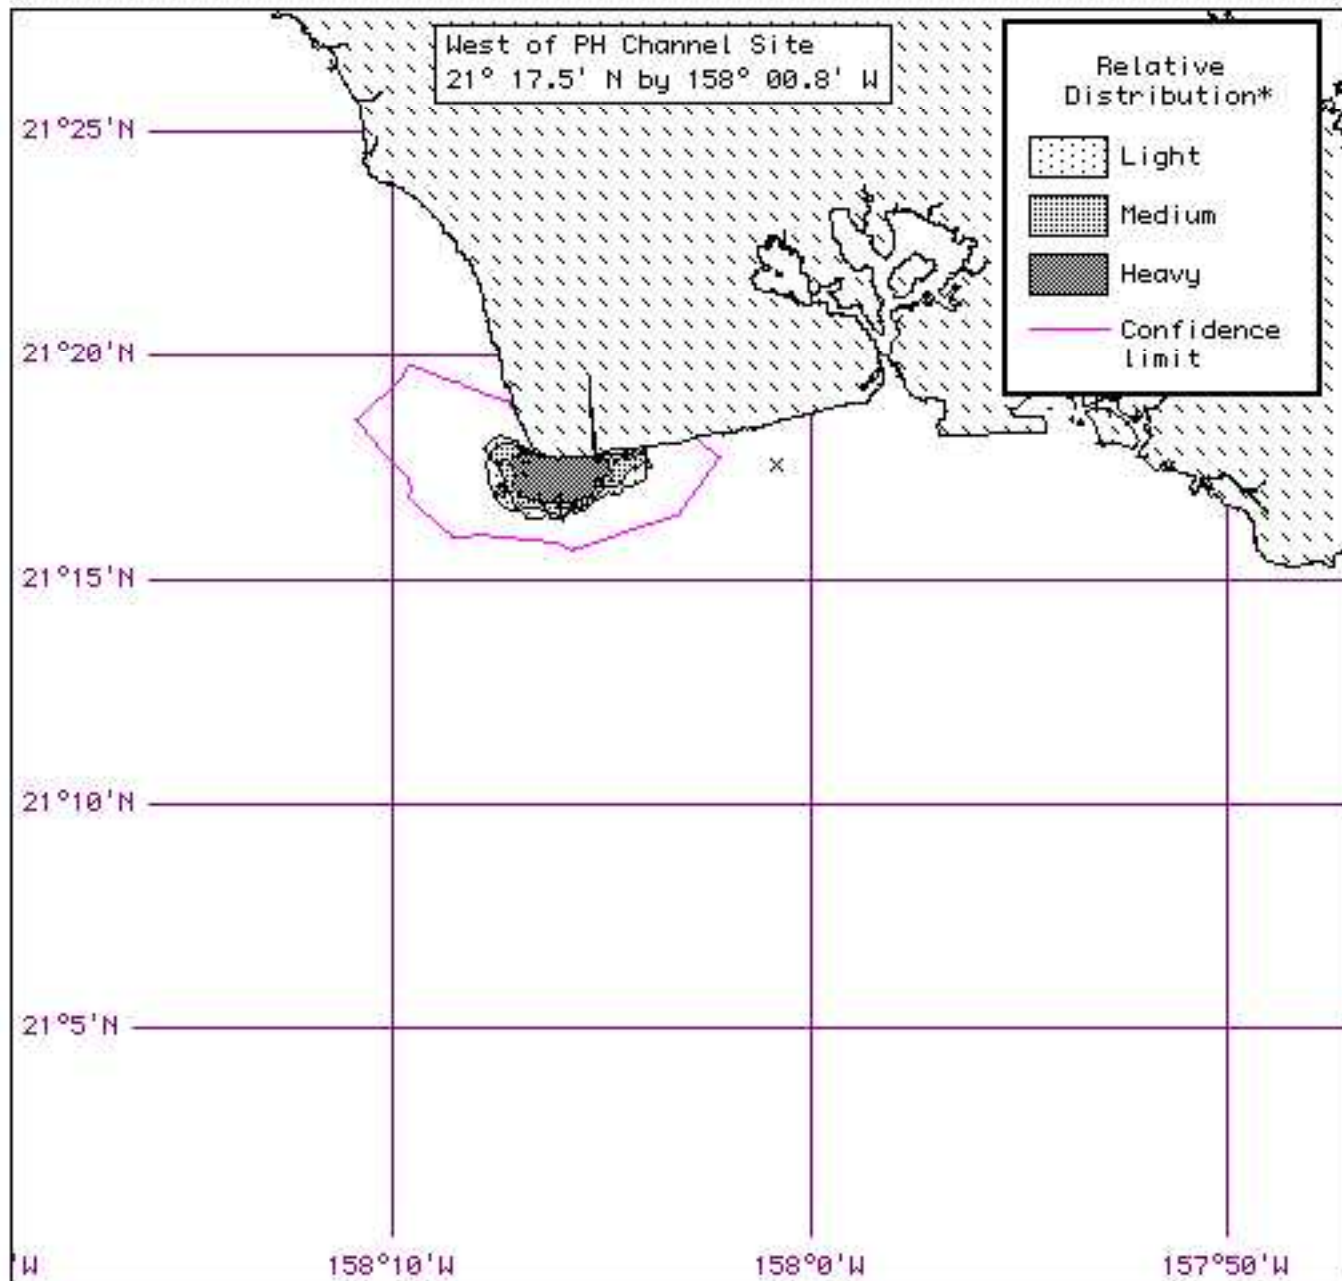 West of PH Channel Site
21° 17.5' N by 158° 00.8' W
Relative
Distribution*
Light
Medium
Heavy
Confidence
limit
21°25'N
21°20'N
21°15'N
21°10'N
21°5'N
'W
158°10'W
158°0'W
157°50'W